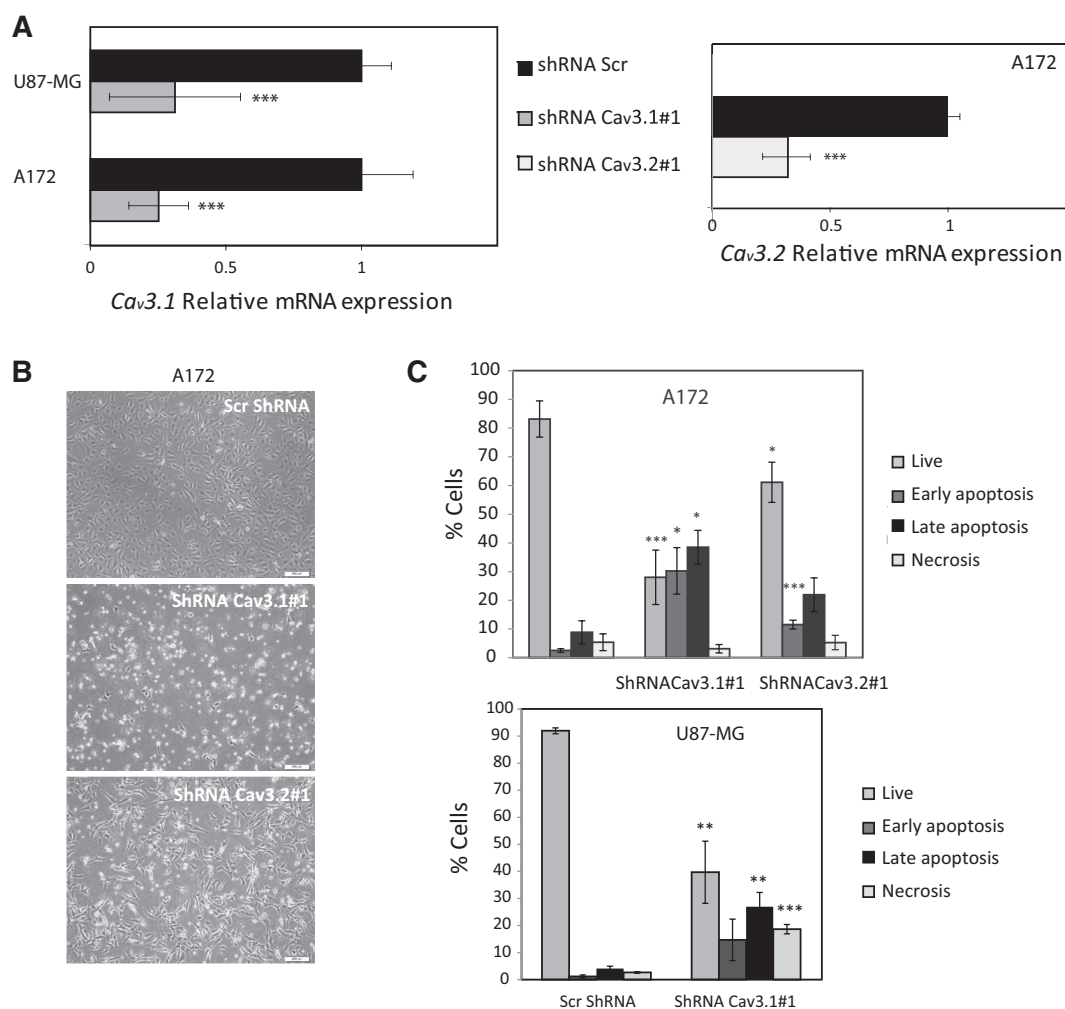 A
U87-MG
***
A172
***
0 0.5 1
Cav3.1 Relative mRNA expression
shRNA Scr
shRNA Cav3.1#1
shRNA Cav3.2#1
A172
***
0 0.5 1
Cav3.2 Relative mRNA expression
B
A172
Scr ShRNA
ShRNA Cav3.1#1
ShRNA Cav3.2#1
C
100
90
80
70
60
50
40
30
20
10
0
% Cells
A172
*** * *
* ***
ShRNACav3.1#1 ShRNACav3.2#1
Live
Early apoptosis
Late apoptosis
Necrosis
100
90
80
70
60
50
40
30
20
10
0
% Cells
U87-MG
** ** ***
Scr ShRNA ShRNA Cav3.1#1
Live
Early apoptosis
Late apoptosis
Necrosis